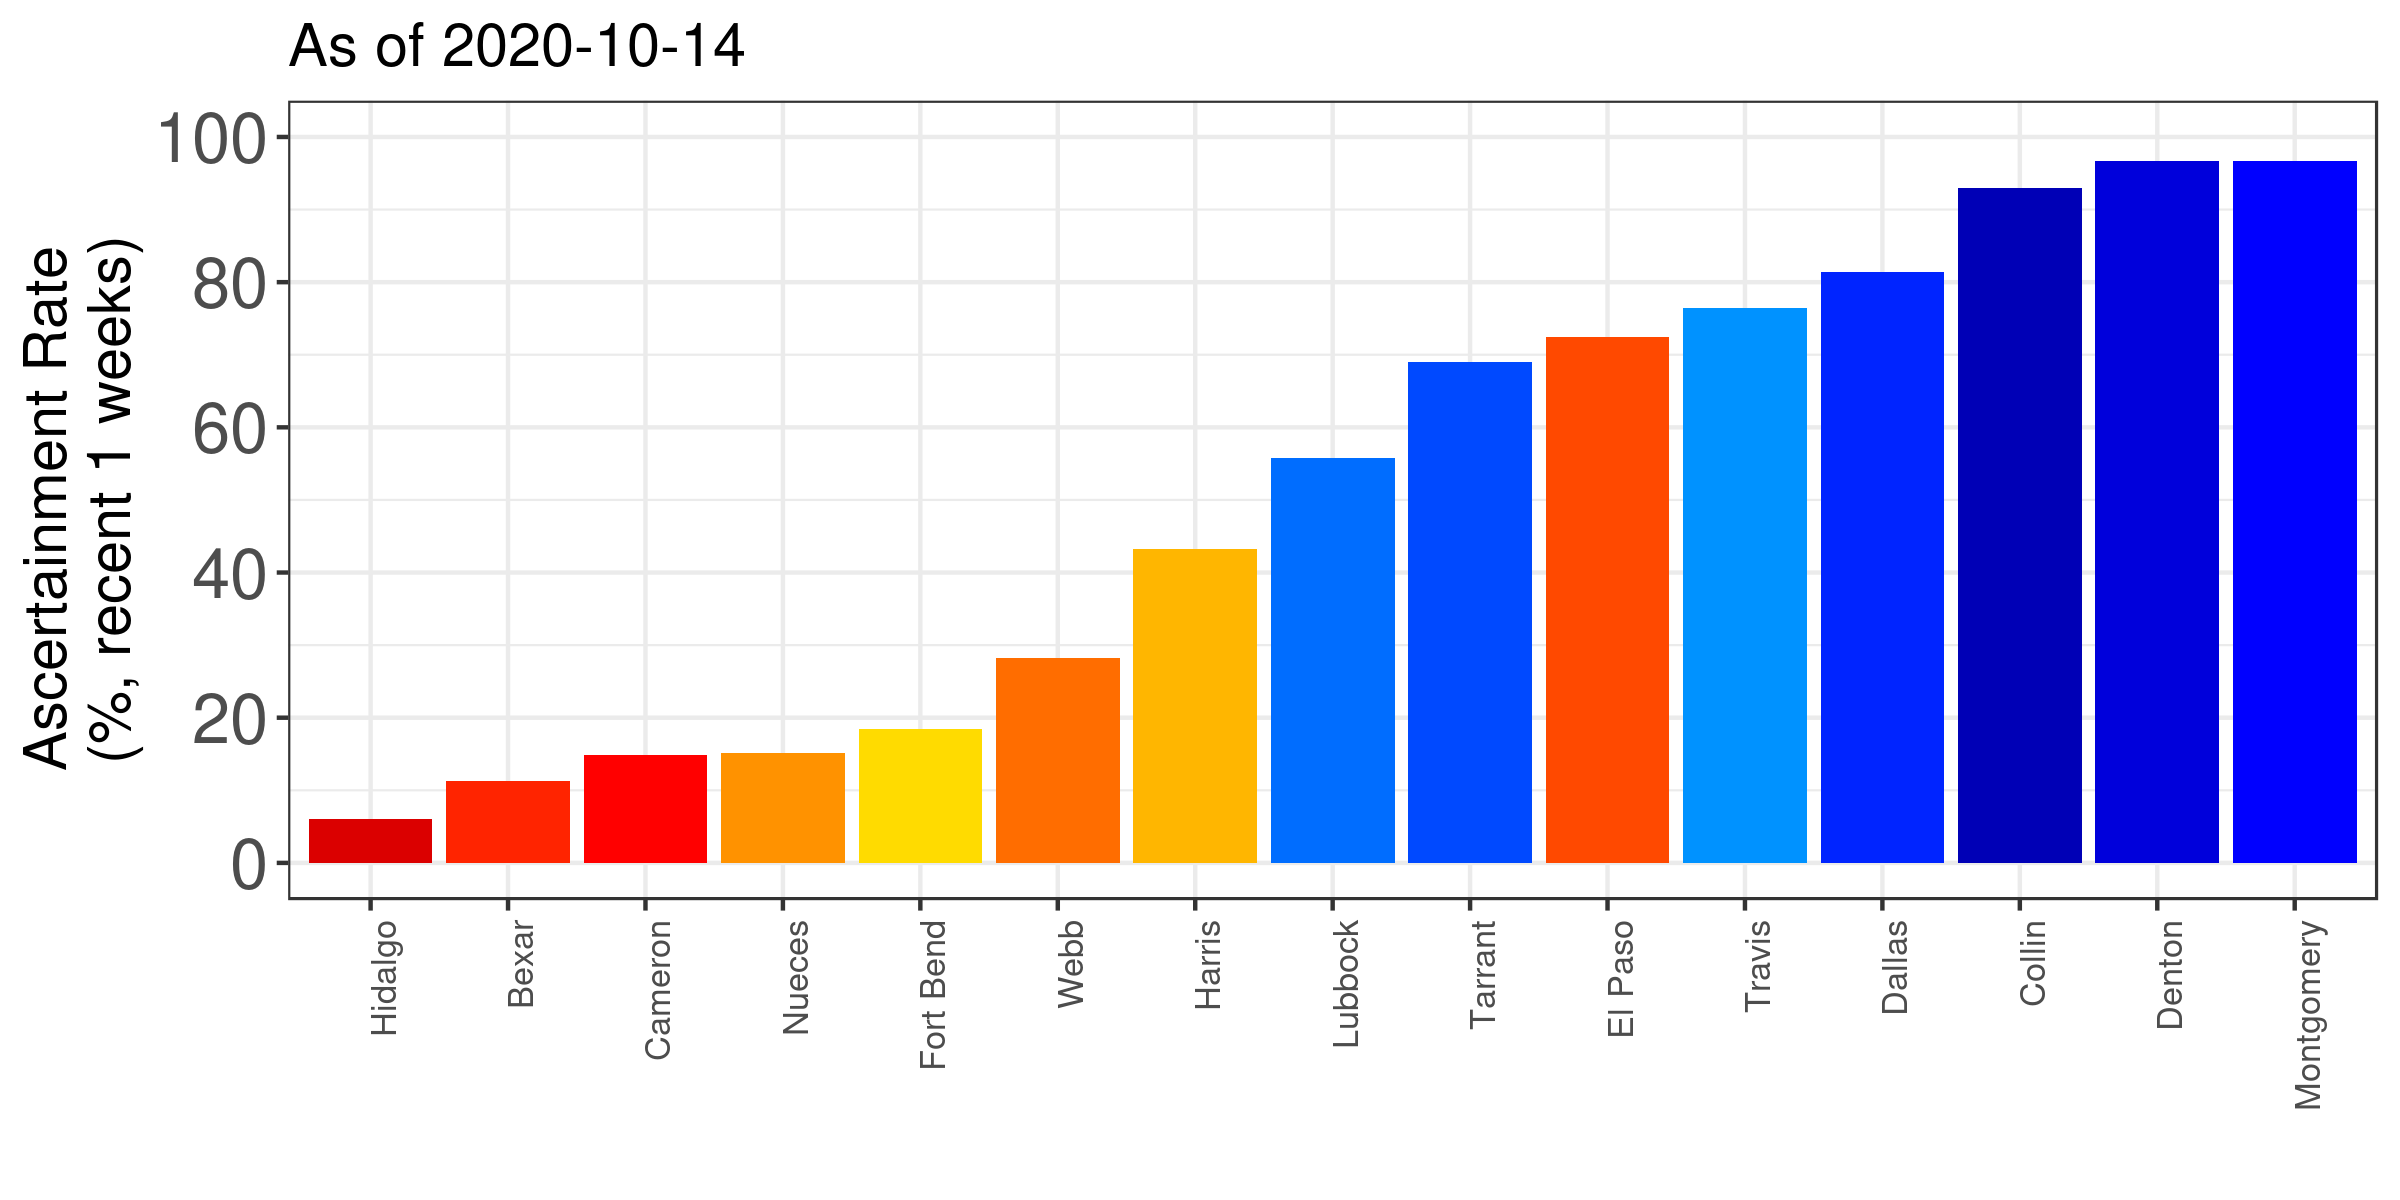 As of 2020-10-14
Ascertainment Rate
(%, recent 1 weeks)
100
80
60
40
20
0
Hidalgo
Bexar
Cameron
Nueces
Fort Bend
Webb
Harris
Lubbock
Tarrant
El Paso
Travis
Dallas
Collin
Denton
Montgomery